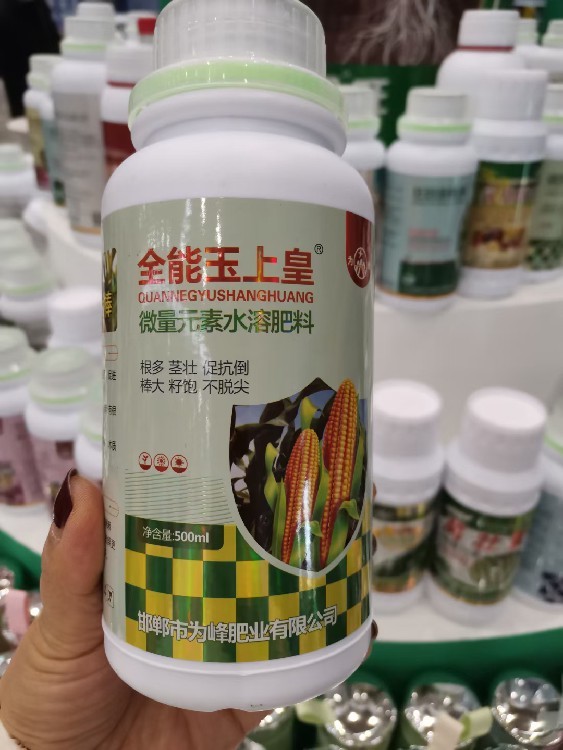 全能玉上皇®
QUANNEGYUSHANGHUANG
微量元素水溶肥料
根多 茎壮 促抗倒
棒大 籽饱 不脱尖
净含量:500ml
邯郸市为峰肥业有限公司